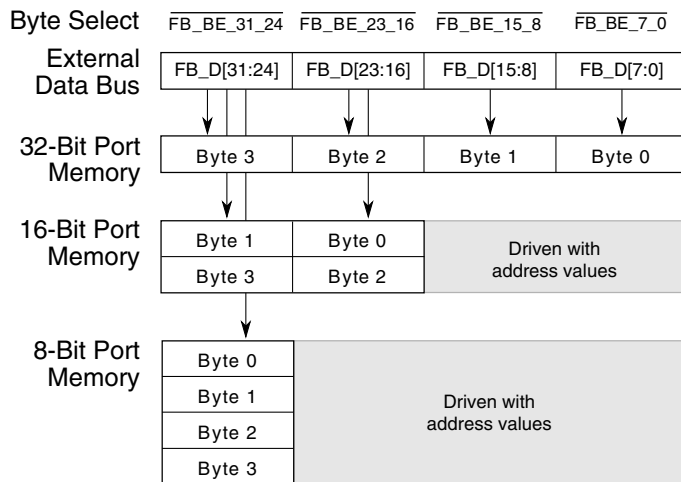 Byte Select FB_BE_31_24 FB_BE_23_16 FB_BE_15_8 FB_BE_7_0
External
Data Bus
FB_D[31:24] FB_D[23:16] FB_D[15:8] FB_D[7:0]
32-Bit Port
Memory
Byte 3 Byte 2 Byte 1 Byte 0
16-Bit Port
Memory
Byte 1 Byte 0
Byte 3 Byte 2
Driven with
address values
8-Bit Port
Memory
Byte 0
Byte 1
Byte 2
Byte 3
Driven with
address values